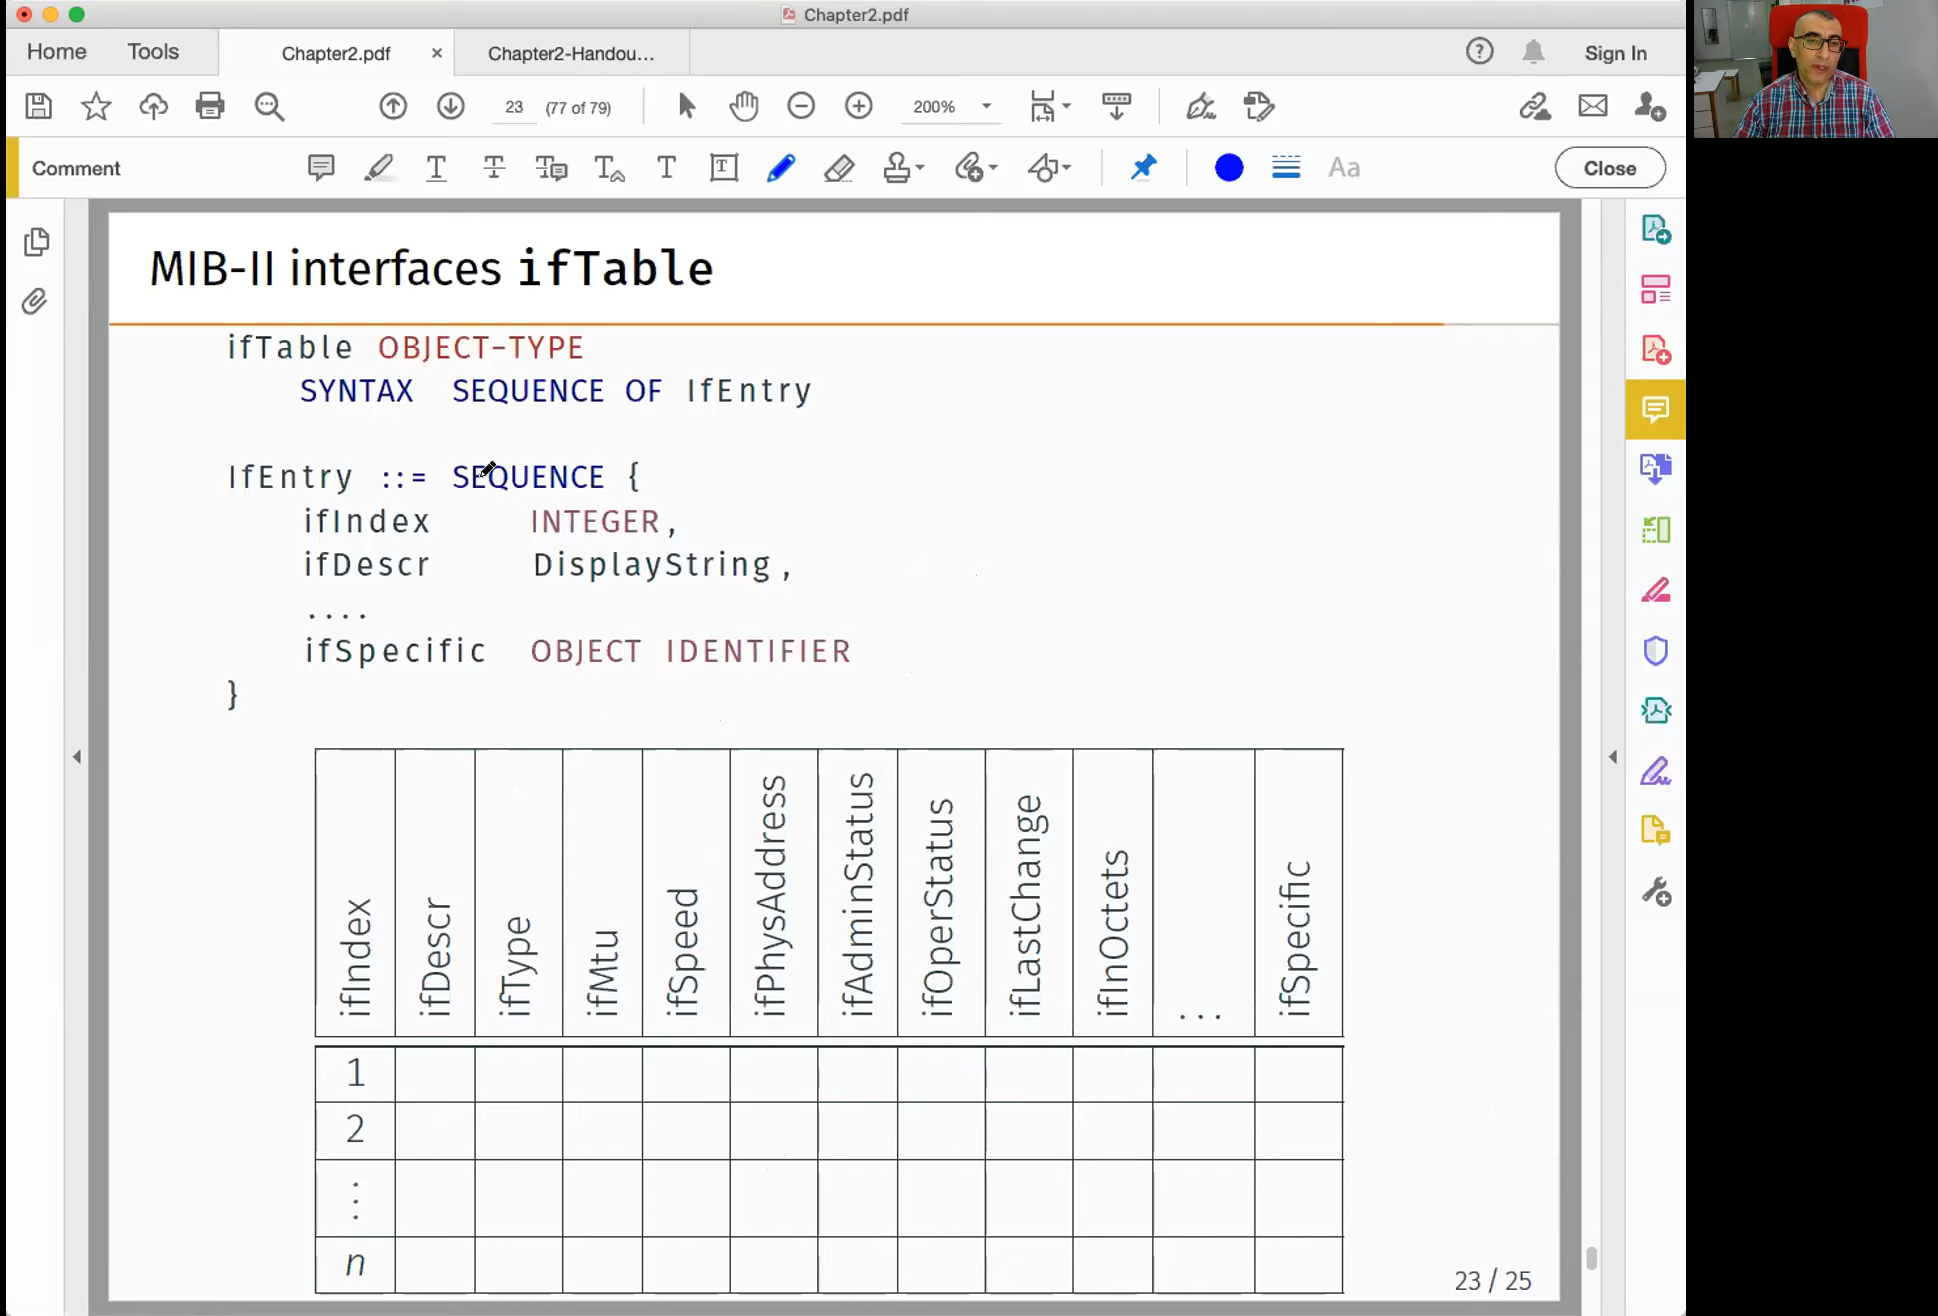 Chapter2.pdf
Home Tools Chapter2.pdf × Chapter2-Handou... Sign In
23 (77 of 79) 200%
Comment Aa Close
MIB-II interfaces ifTable
ifTable OBJECT-TYPE
SYNTAX SEQUENCE OF IfEntry
IfEntry ::= SEQUENCE {
ifIndex INTEGER,
ifDescr DisplayString,
....
ifSpecific OBJECT IDENTIFIER
}
ifIndex ifDescr ifType ifMtu ifSpeed ifPhysAddress ifAdminStatus ifOperStatus ifLastChange ifInOctets ... ifSpecific
1
2
⋮
n
23 / 25